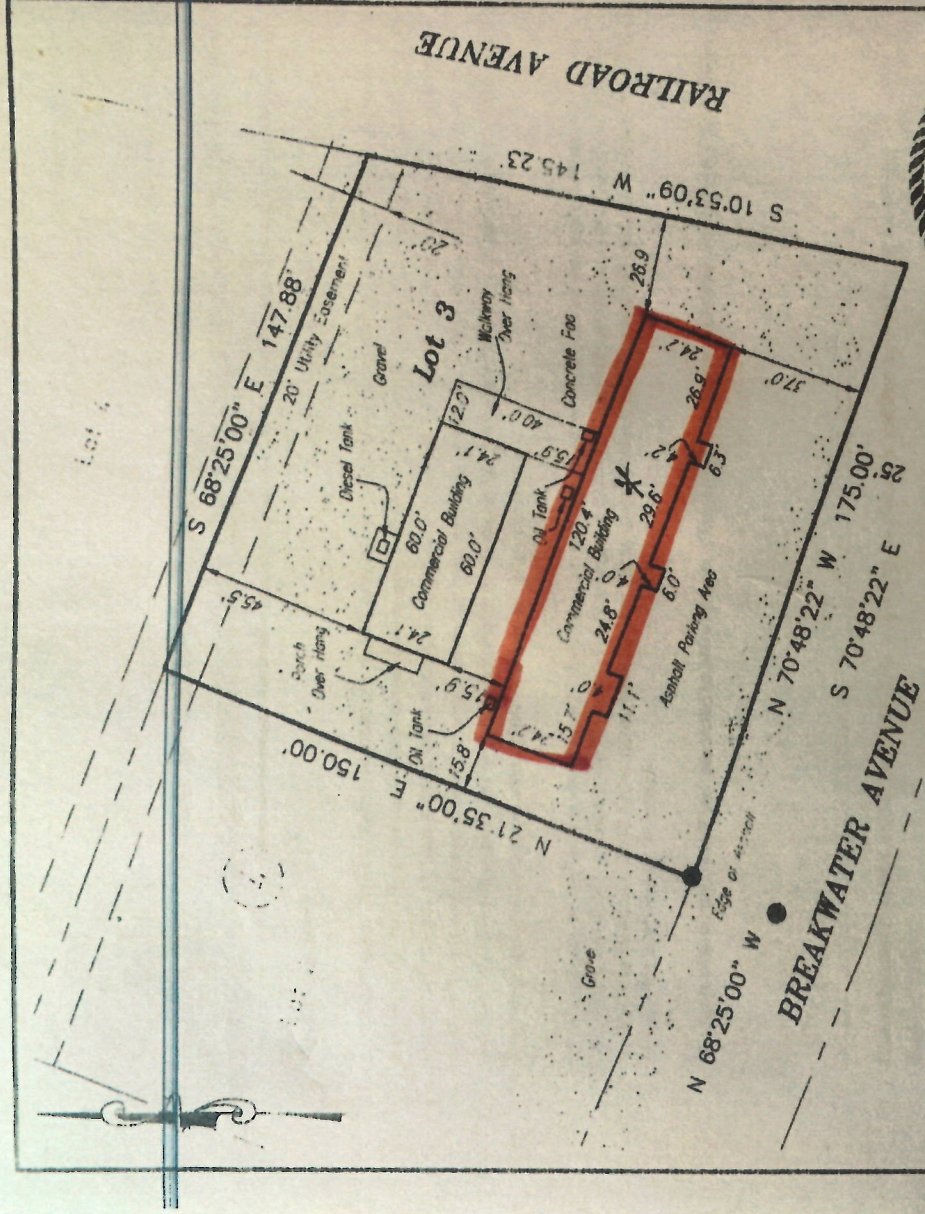 RAILROAD AVENUE
S 10°53'09" W 145.23'
S 68°25'00" E 147.88'
20' Utility Easement
20'
Lot 4
Gravel
Lot 3
Walkway
Over Hang
Concrete Pad
26.9
Diesel Tank
12.0'
40.0'
60.0'
Commercial Building
24.1'
60.0'
24.1'
15.9'
45.5'
Porch
Over Hang
15.9'
Oil Tank
Oil Tank
15.8'
120.4'
Commercial Building
24.2'
26.9'
37.0'
4.2'
6.3'
29.6'
4.0'
6.0'
24.8'
4.0'
11.1'
15.7'
24.2'
Asphalt Parking Area
N 21°35'00" E 150.00'
N 70°48'22" W 175.00'
25
S 70°48'22" E
Edge of Asphalt
N 68°25'00" W
BREAKWATER AVENUE